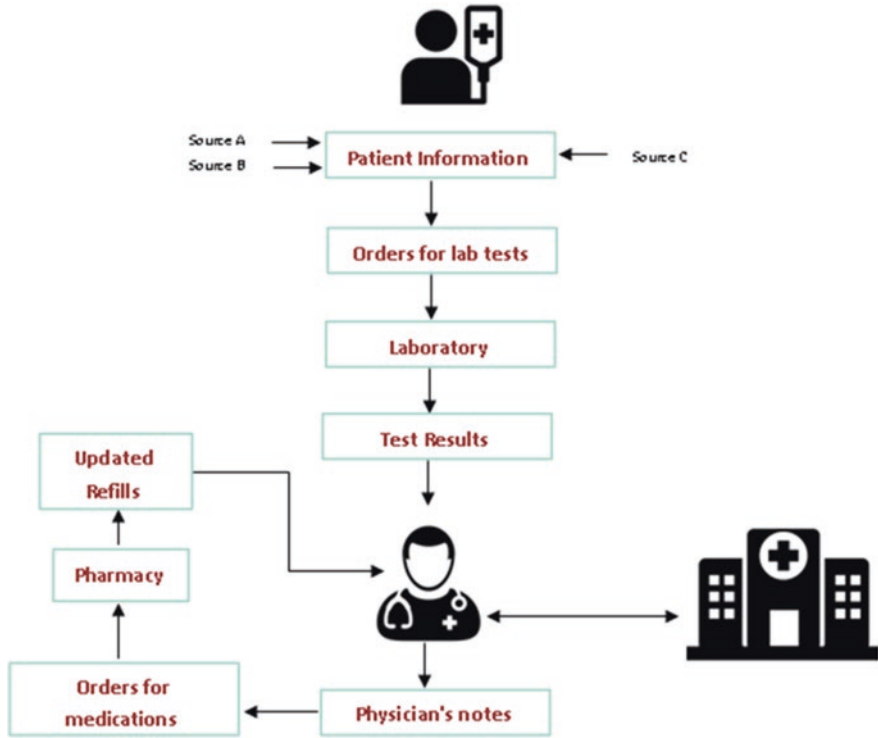 Source A
Source B
Patient Information
Source C
Orders for lab tests
Laboratory
Test Results
Updated
Refills
Pharmacy
Orders for
medications
Physician's notes